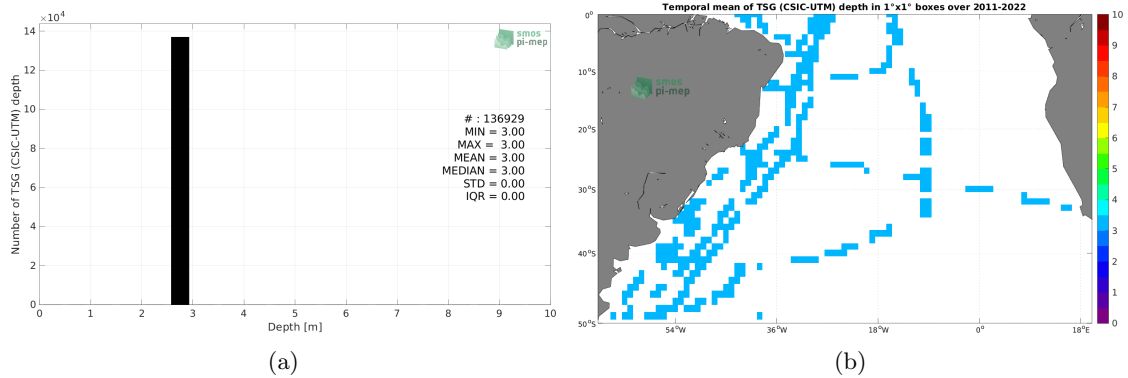 ×10⁴
14
12
10
8
6
4
2
0
Number of TSG (CSIC-UTM) depth
smos
pi-mep
# : 136929
MIN = 3.00
MAX = 3.00
MEAN = 3.00
MEDIAN = 3.00
STD = 0.00
IQR = 0.00
0 1 2 3 4 5 6 7 8 9 10
Depth [m]
(a)
Temporal mean of TSG (CSIC-UTM) depth in 1°x1° boxes over 2011-2022
0°
10°S
20°S
30°S
40°S
50°S
smos
pi-mep
54°W 36°W 18°W 0° 18°E
10
9
8
7
6
5
4
3
2
1
0
(b)